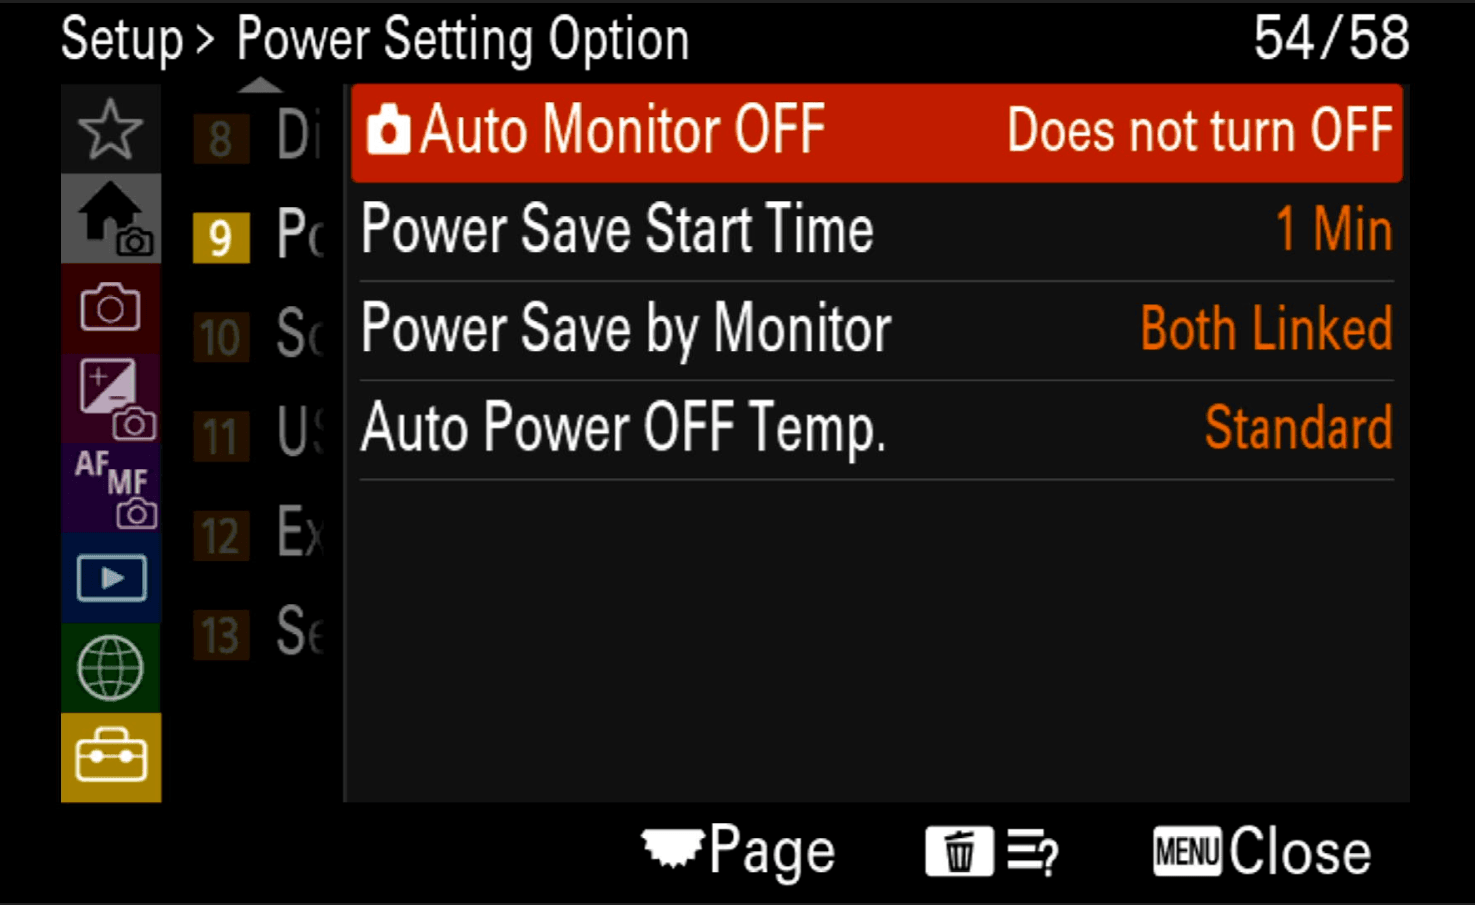 Setup > Power Setting Option 54/58
Auto Monitor OFF Does not turn OFF
Power Save Start Time 1 Min
Power Save by Monitor Both Linked
Auto Power OFF Temp. Standard
8 Di
9 Po
10 So
11 US
12 Ex
13 Se
AF MF
Page
MENU Close